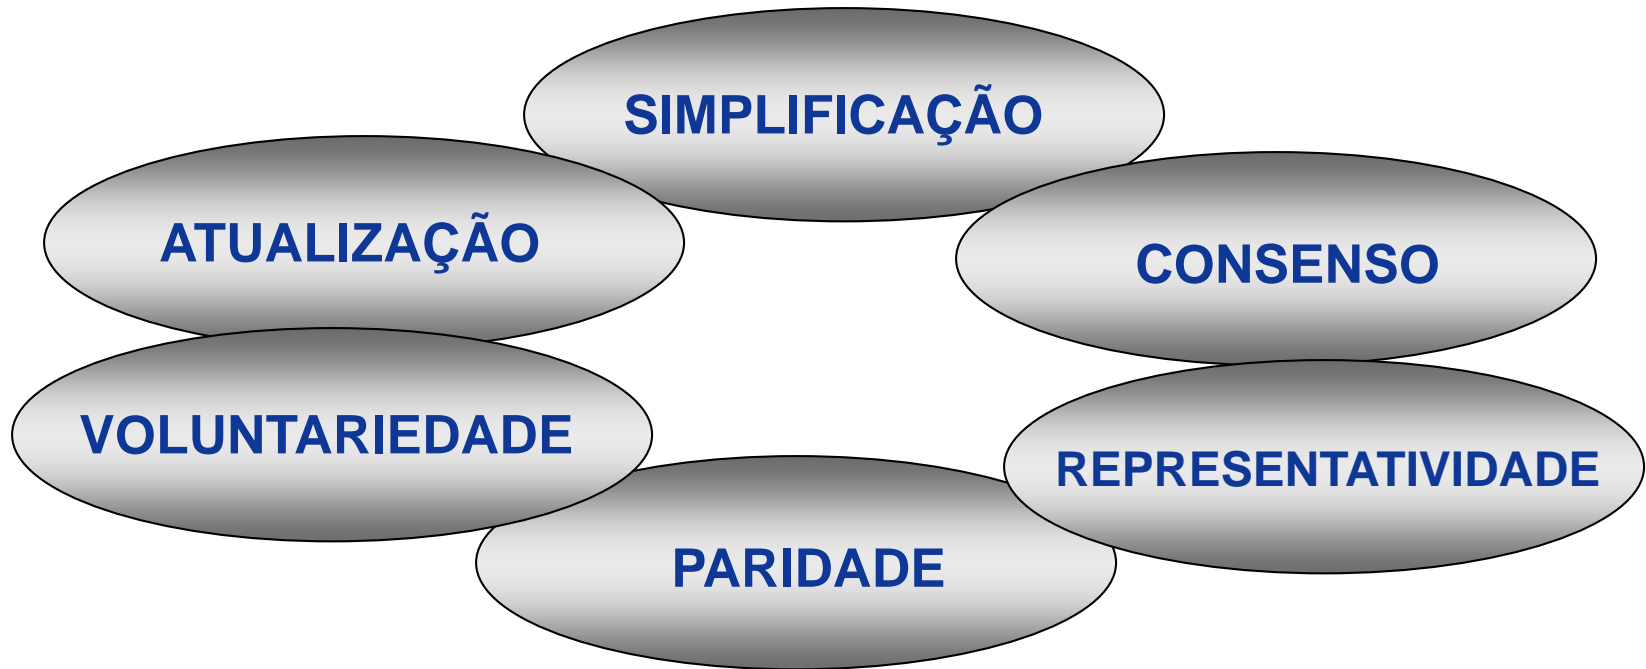 SIMPLIFICAÇÃO
ATUALIZAÇÃO
CONSENSO
VOLUNTARIEDADE
REPRESENTATIVIDADE
PARIDADE